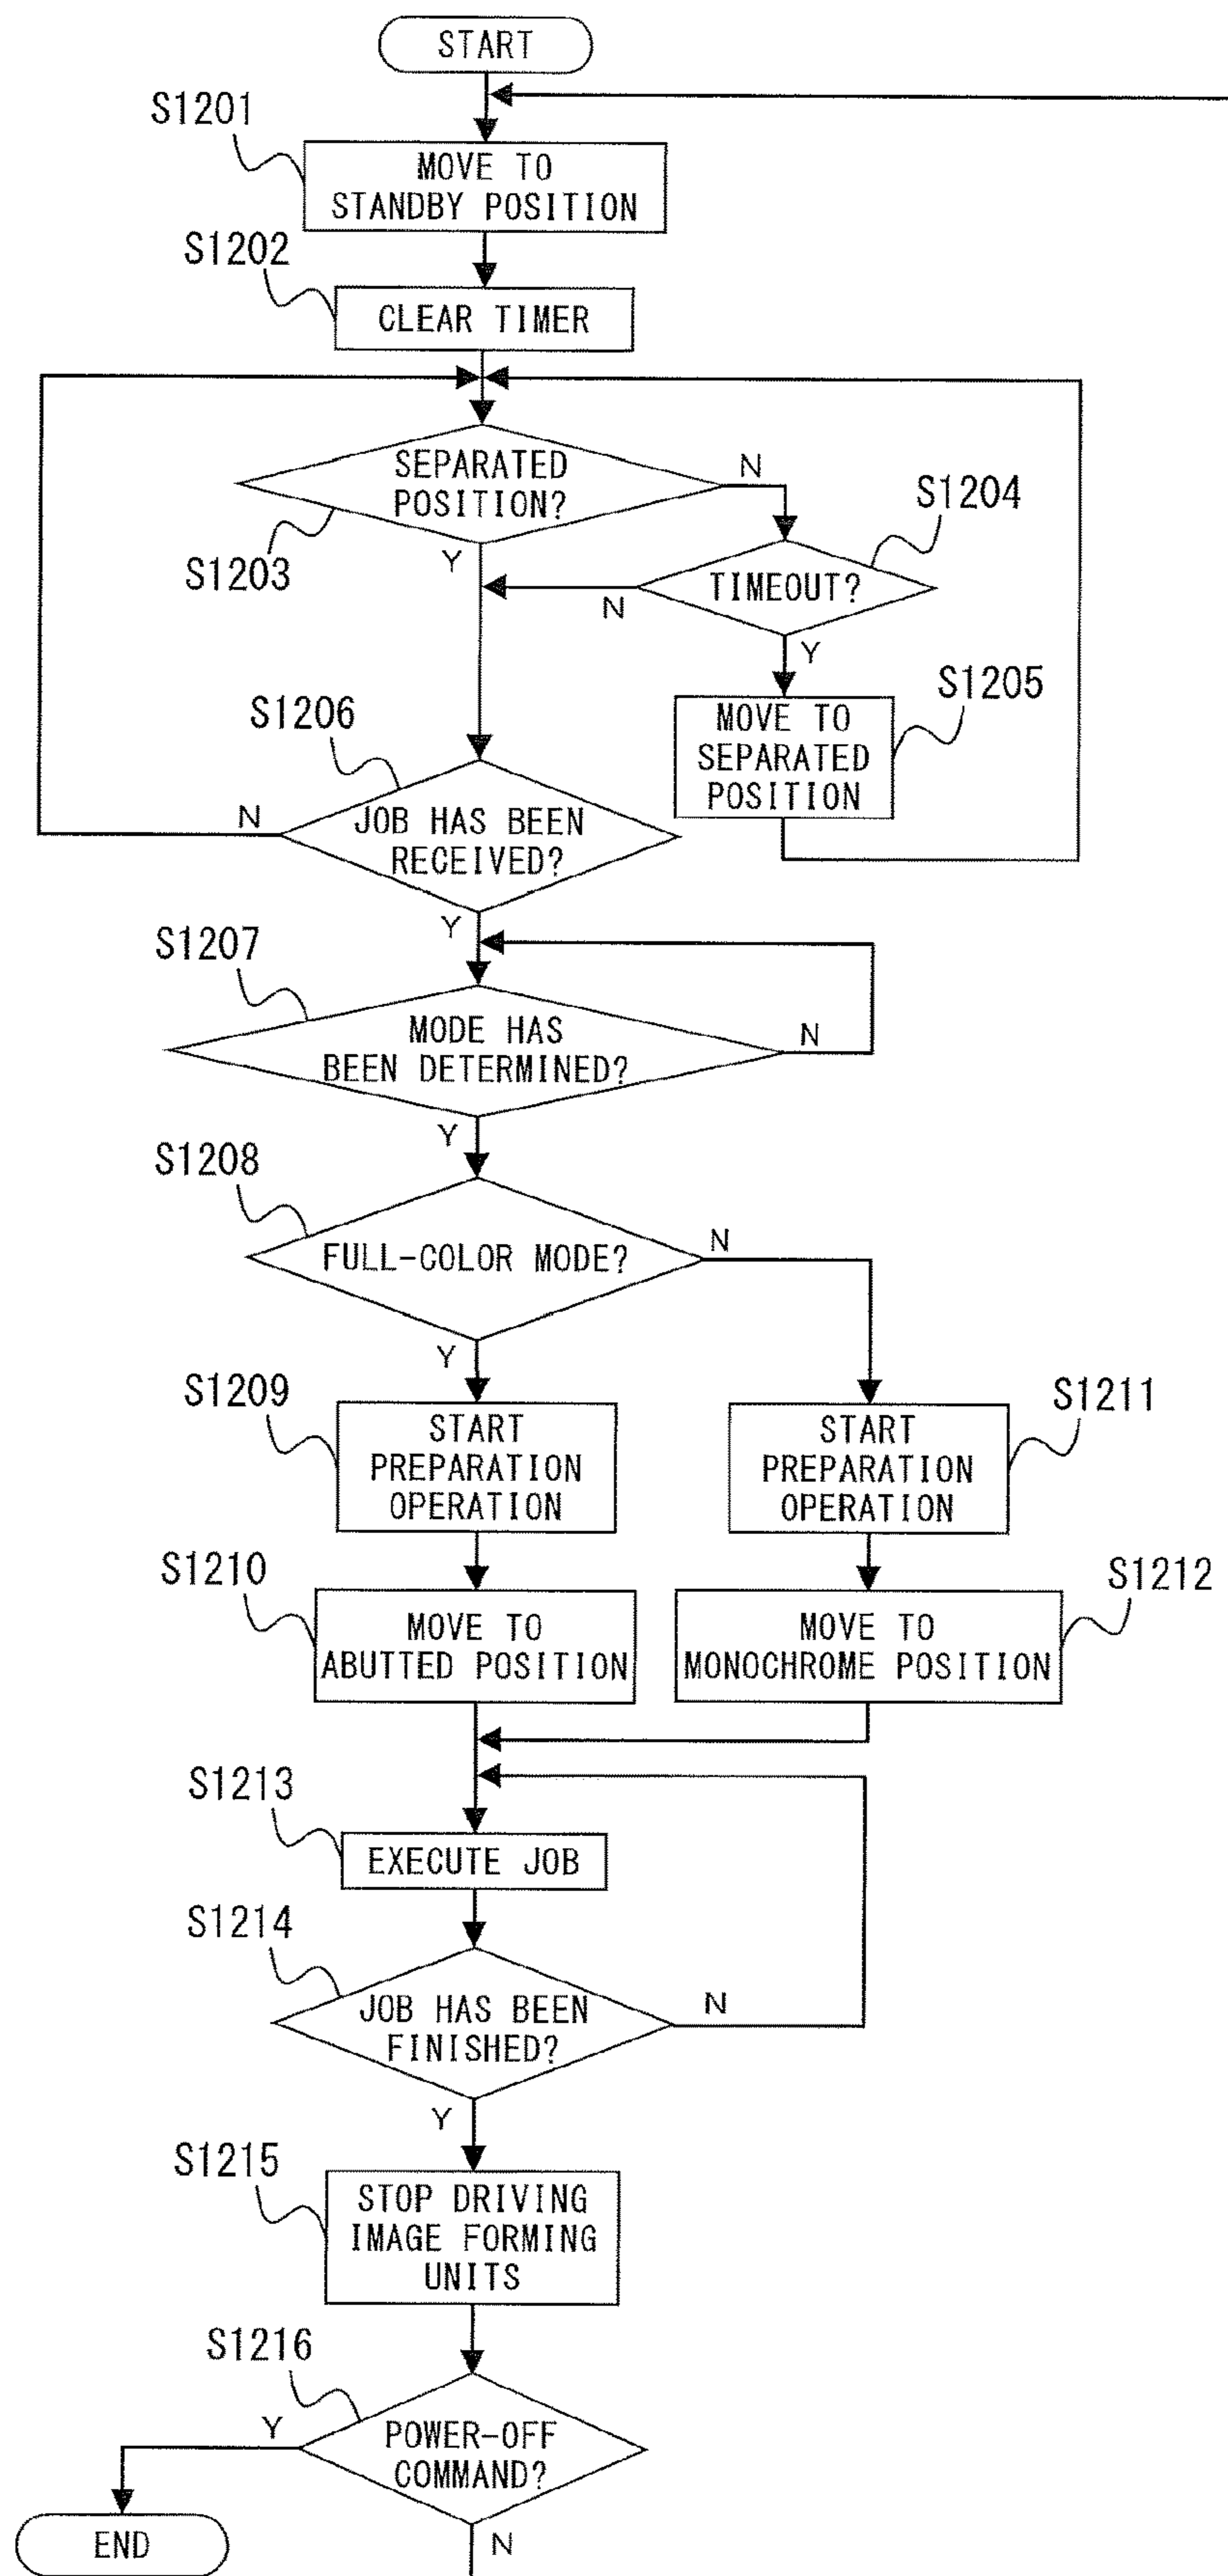 START
S1201
MOVE TO
STANDBY POSITION
S1202
CLEAR TIMER
SEPARATED
POSITION?
N
S1203
Y
S1204
TIMEOUT?
N
Y
S1205
MOVE TO
SEPARATED
POSITION
S1206
N
JOB HAS BEEN
RECEIVED?
Y
S1207
MODE HAS
BEEN DETERMINED?
N
Y
S1208
FULL-COLOR MODE?
N
Y
S1209
START
PREPARATION
OPERATION
S1211
START
PREPARATION
OPERATION
S1210
MOVE TO
ABUTTED POSITION
S1212
MOVE TO
MONOCHROME POSITION
S1213
EXECUTE JOB
S1214
JOB HAS BEEN
FINISHED?
N
Y
S1215
STOP DRIVING
IMAGE FORMING
UNITS
S1216
Y
POWER-OFF
COMMAND?
END
N